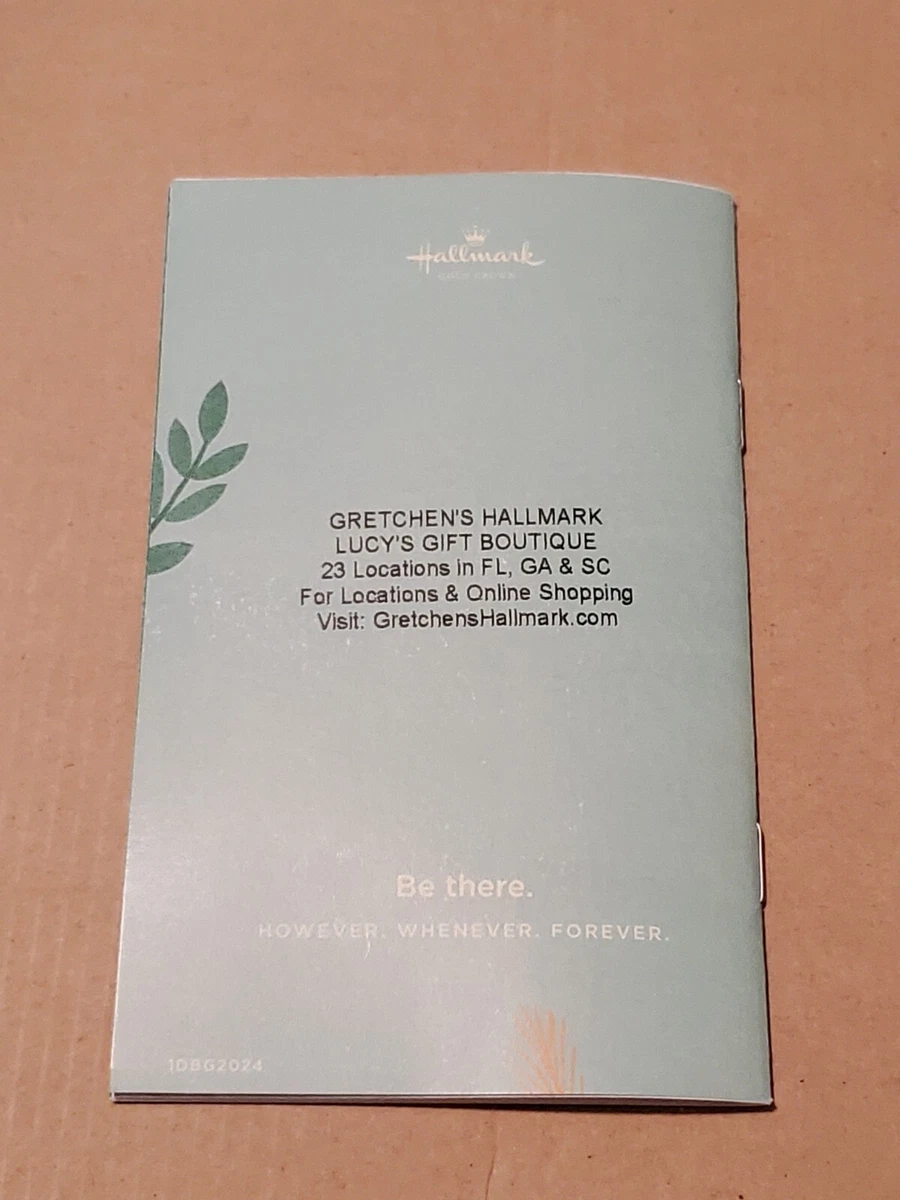 Hallmark
GOLD CROWN
GRETCHEN'S HALLMARK
LUCY'S GIFT BOUTIQUE
23 Locations in FL, GA & SC
For Locations & Online Shopping
Visit: GretchensHallmark.com
Be there.
HOWEVER. WHENEVER. FOREVER.
1DBG2024